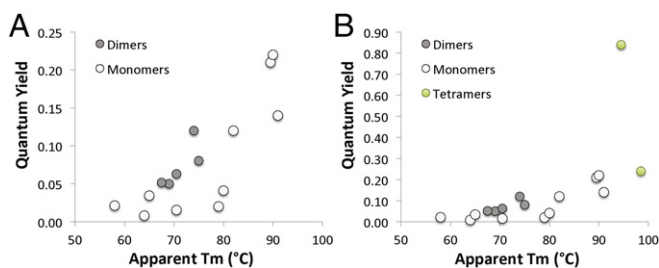 A
0.25
0.20
0.15
0.10
0.05
0.00
Quantum Yield
Dimers
Monomers
50 60 70 80 90 100
Apparent Tm (°C)
B
0.90
0.80
0.70
0.60
0.50
0.40
0.30
0.20
0.10
0.00
Quantum Yield
Dimers
Monomers
Tetramers
50 60 70 80 90 100
Apparent Tm (°C)